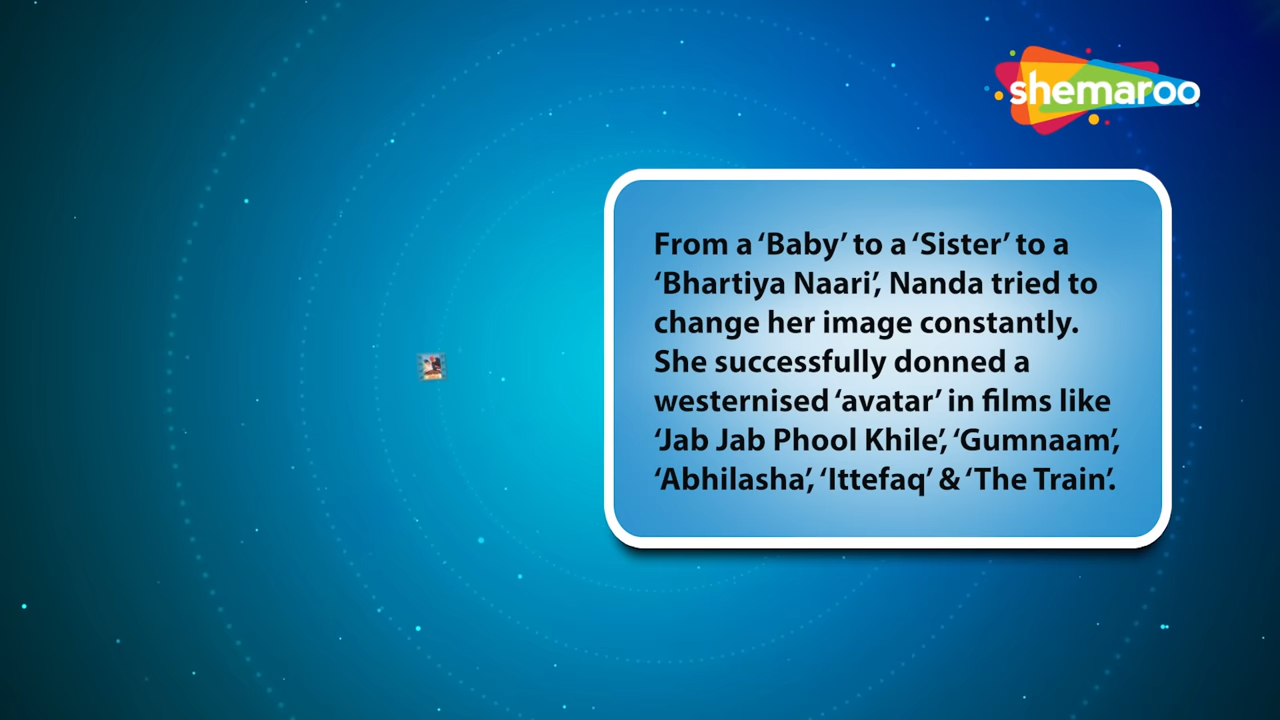 shemaroo
From a ‘Baby’ to a ‘Sister’ to a
‘Bhartiya Naari’, Nanda tried to
change her image constantly.
She successfully donned a
westernised ‘avatar’ in films like
‘Jab Jab Phool Khile’, ‘Gumnaam’,
‘Abhilasha’, ‘Ittefaq’ & ‘The Train’.